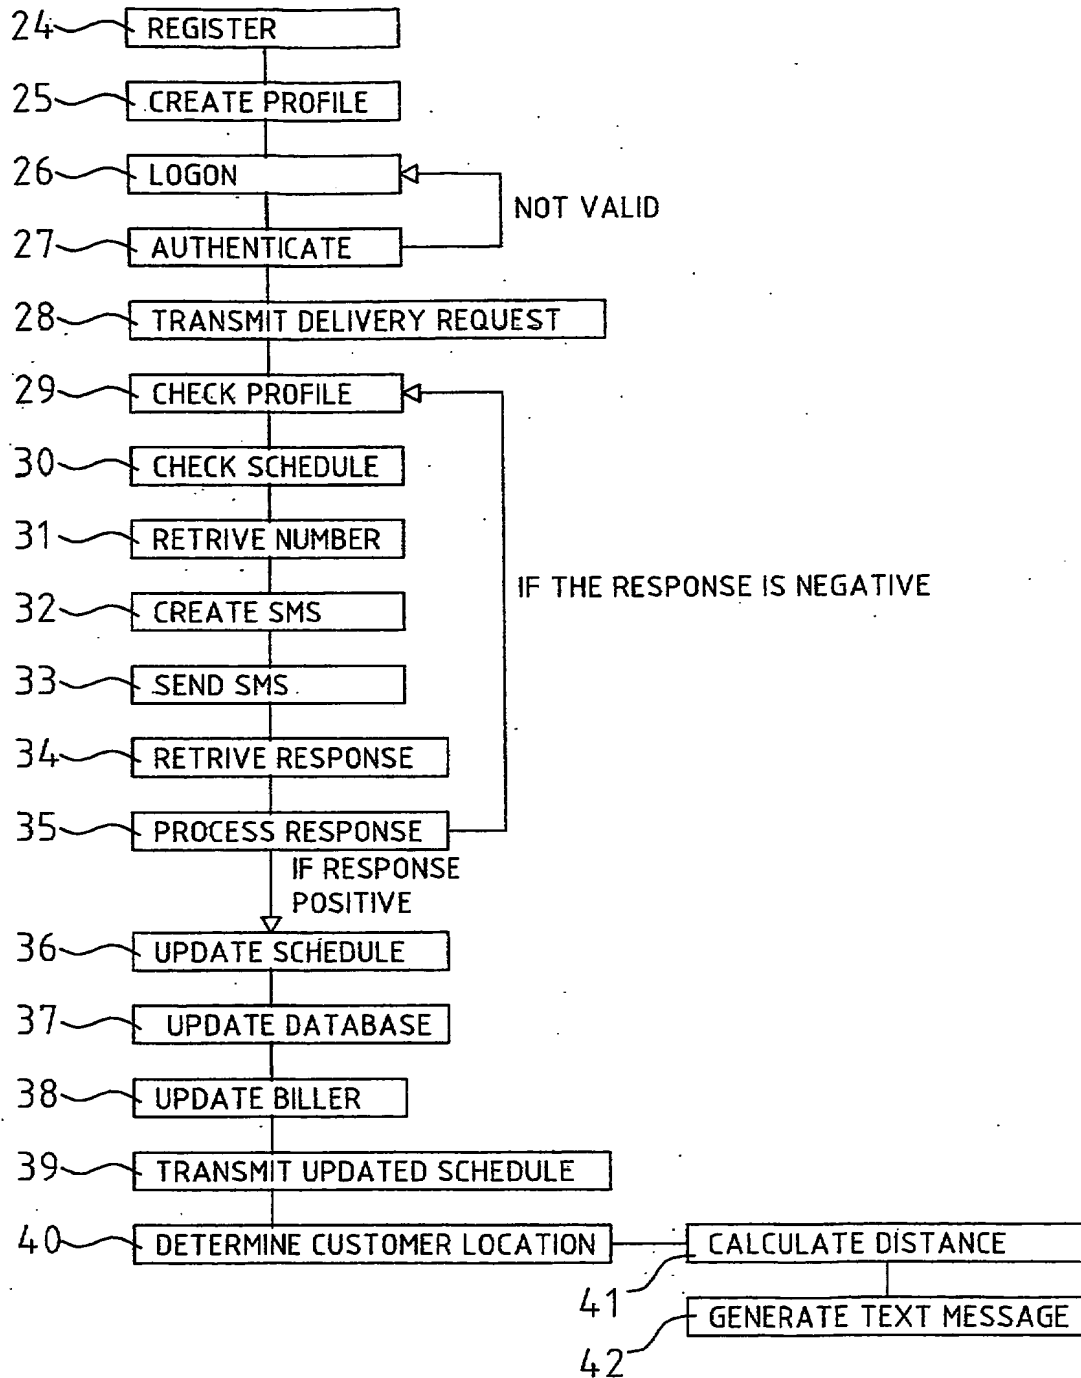 24 REGISTER
25 CREATE PROFILE
26 LOGON
NOT VALID
27 AUTHENTICATE
28 TRANSMIT DELIVERY REQUEST
29 CHECK PROFILE
30 CHECK SCHEDULE
31 RETRIVE NUMBER
IF THE RESPONSE IS NEGATIVE
32 CREATE SMS
33 SEND SMS
34 RETRIVE RESPONSE
35 PROCESS RESPONSE
IF RESPONSE
POSITIVE
36 UPDATE SCHEDULE
37 UPDATE DATABASE
38 UPDATE BILLER
39 TRANSMIT UPDATED SCHEDULE
40 DETERMINE CUSTOMER LOCATION
CALCULATE DISTANCE
41
GENERATE TEXT MESSAGE
42